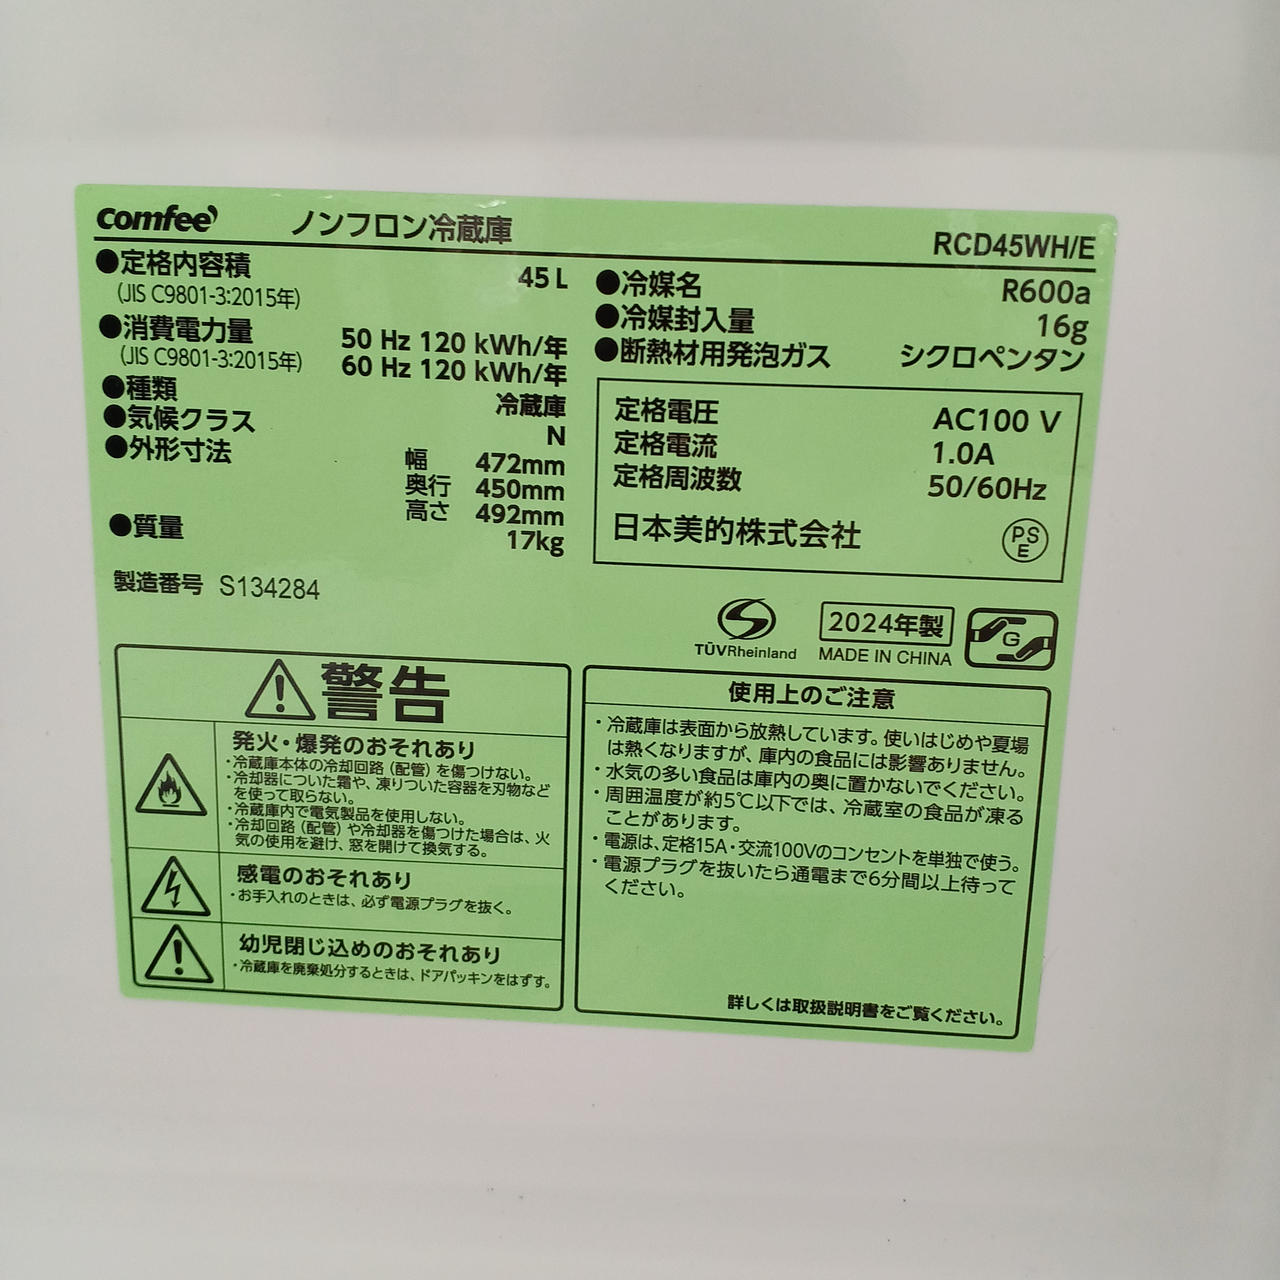 comfee' ノンフロン冷蔵庫 RCD45WH/E
●定格内容積 45 L
(JIS C9801-3:2015年)
●消費電力量 50 Hz 120 kWh/年
(JIS C9801-3:2015年) 60 Hz 120 kWh/年
●種類 冷蔵庫
●気候クラス N
●外形寸法 幅 472mm
奥行 450mm
高さ 492mm
●質量 17kg
製造番号 S134284
●冷媒名 R600a
●冷媒封入量 16g
●断熱材用発泡ガス シクロペンタン
定格電圧 AC100 V
定格電流 1.0A
定格周波数 50/60Hz
日本美的株式会社 PS E
TÜVRheinland
2024年製
MADE IN CHINA
G
警告
発火・爆発のおそれあり
・冷蔵庫本体の冷却回路（配管）を傷つけない。
・冷却器についた霜や、凍りついた容器を刃物など
を使って取らない。
・冷蔵庫内で電気製品を使用しない。
・冷却回路（配管）や冷却器を傷つけた場合は、火
気の使用を避け、窓を開けて換気する。
感電のおそれあり
・お手入れのときは、必ず電源プラグを抜く。
幼児閉じ込めのおそれあり
・冷蔵庫を廃棄処分するときは、ドアパッキンをはずす。
使用上のご注意
・冷蔵庫は表面から放熱しています。使いはじめや夏場
は熱くなりますが、庫内の食品には影響ありません。
・水気の多い食品は庫内の奥に置かないでください。
・周囲温度が約5℃以下では、冷蔵室の食品が凍る
ことがあります。
・電源は、定格15A・交流100Vのコンセントを単独で使う。
・電源プラグを抜いたら通電まで6分間以上待って
ください。
詳しくは取扱説明書をご覧ください。